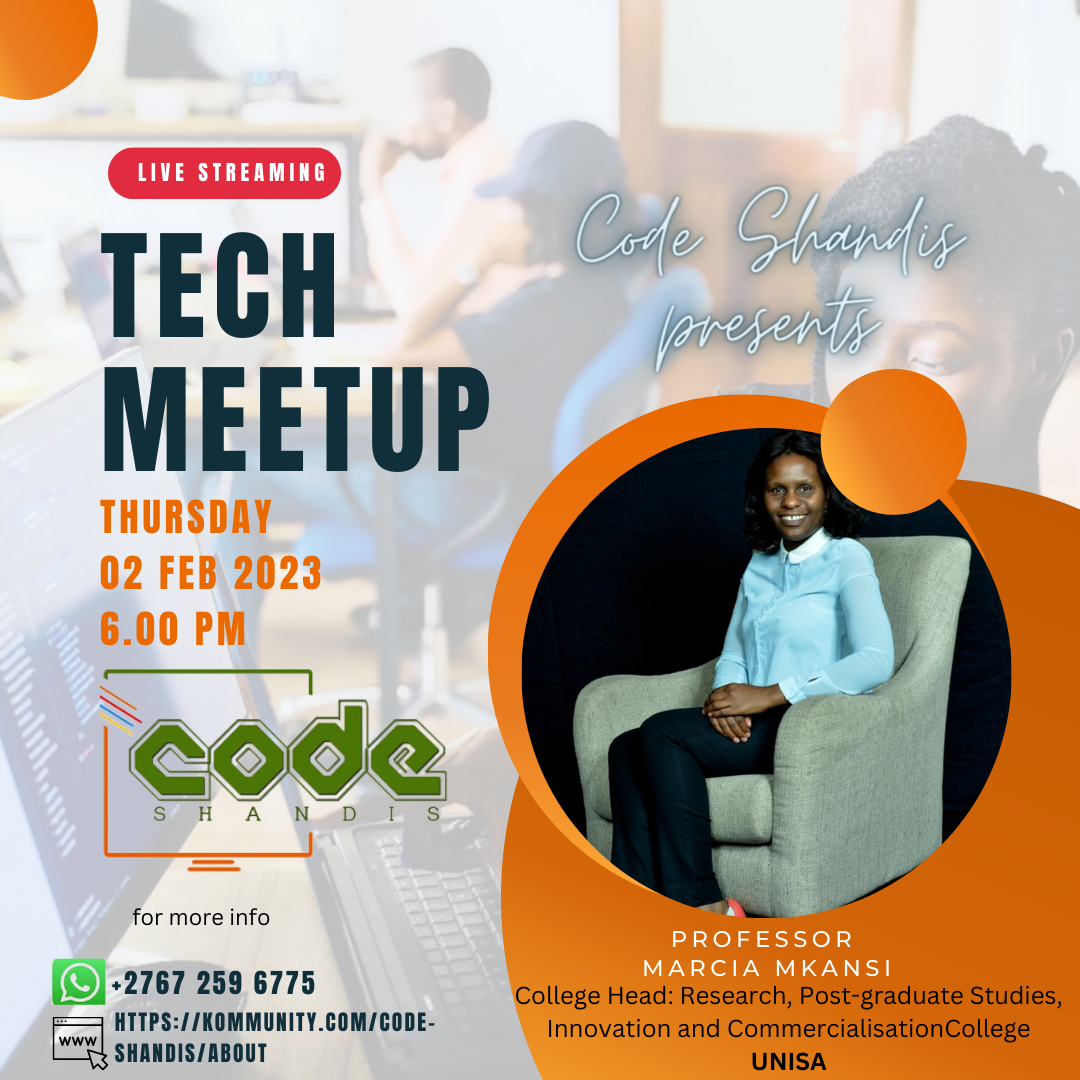 LIVE STREAMING
TECH
MEETUP
THURSDAY
02 FEB 2023
6.00 PM
Code Shandis
presents
code
SHANDIS
for more info
+2767 259 6775
WWW
HTTPS://KOMMUNITY.COM/CODE-
SHANDIS/ABOUT
PROFESSOR
MARCIA MKANSI
College Head: Research, Post-graduate Studies,
Innovation and CommercialisationCollege
UNISA